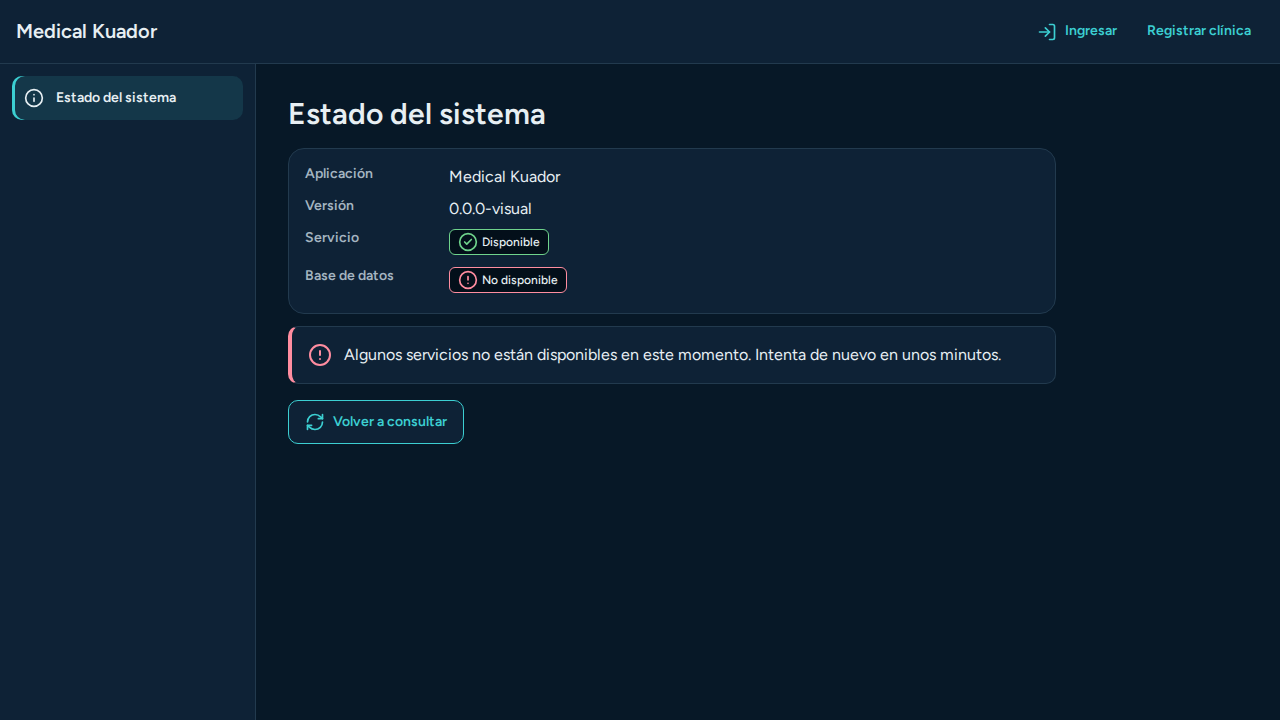 Medical Kuador
Ingresar
Registrar clínica
Estado del sistema
Estado del sistema
Aplicación Medical Kuador
Versión 0.0.0-visual
Servicio Disponible
Base de datos No disponible
Algunos servicios no están disponibles en este momento. Intenta de nuevo en unos minutos.
Volver a consultar